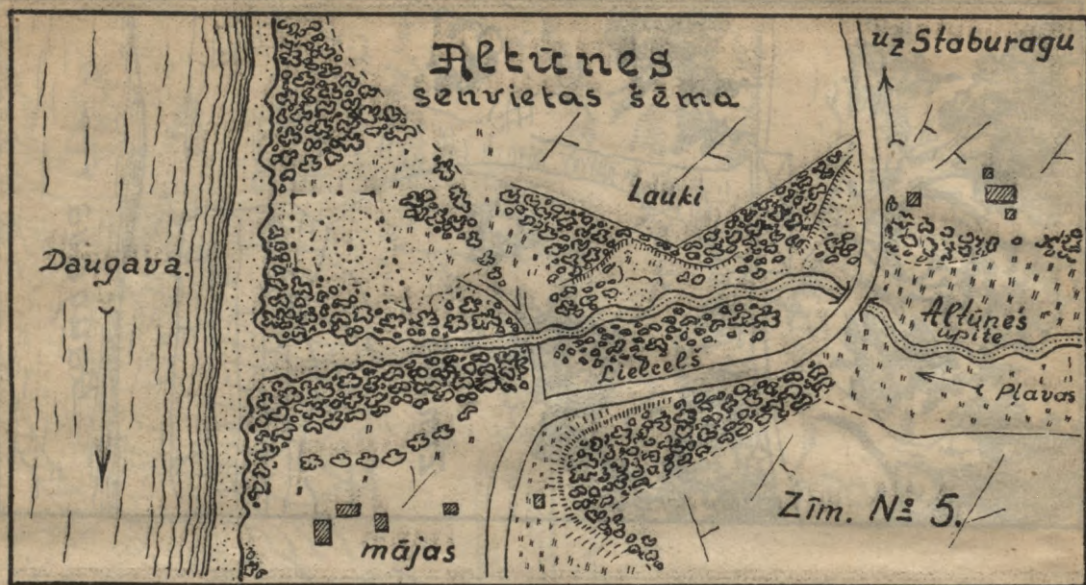 Altūnes
senvietas šēma
uz Staburagu
Lauki
Daugava.
Altūnes
upīte
Lielceļš
Pļavas
mājas
Zīm. № 5.